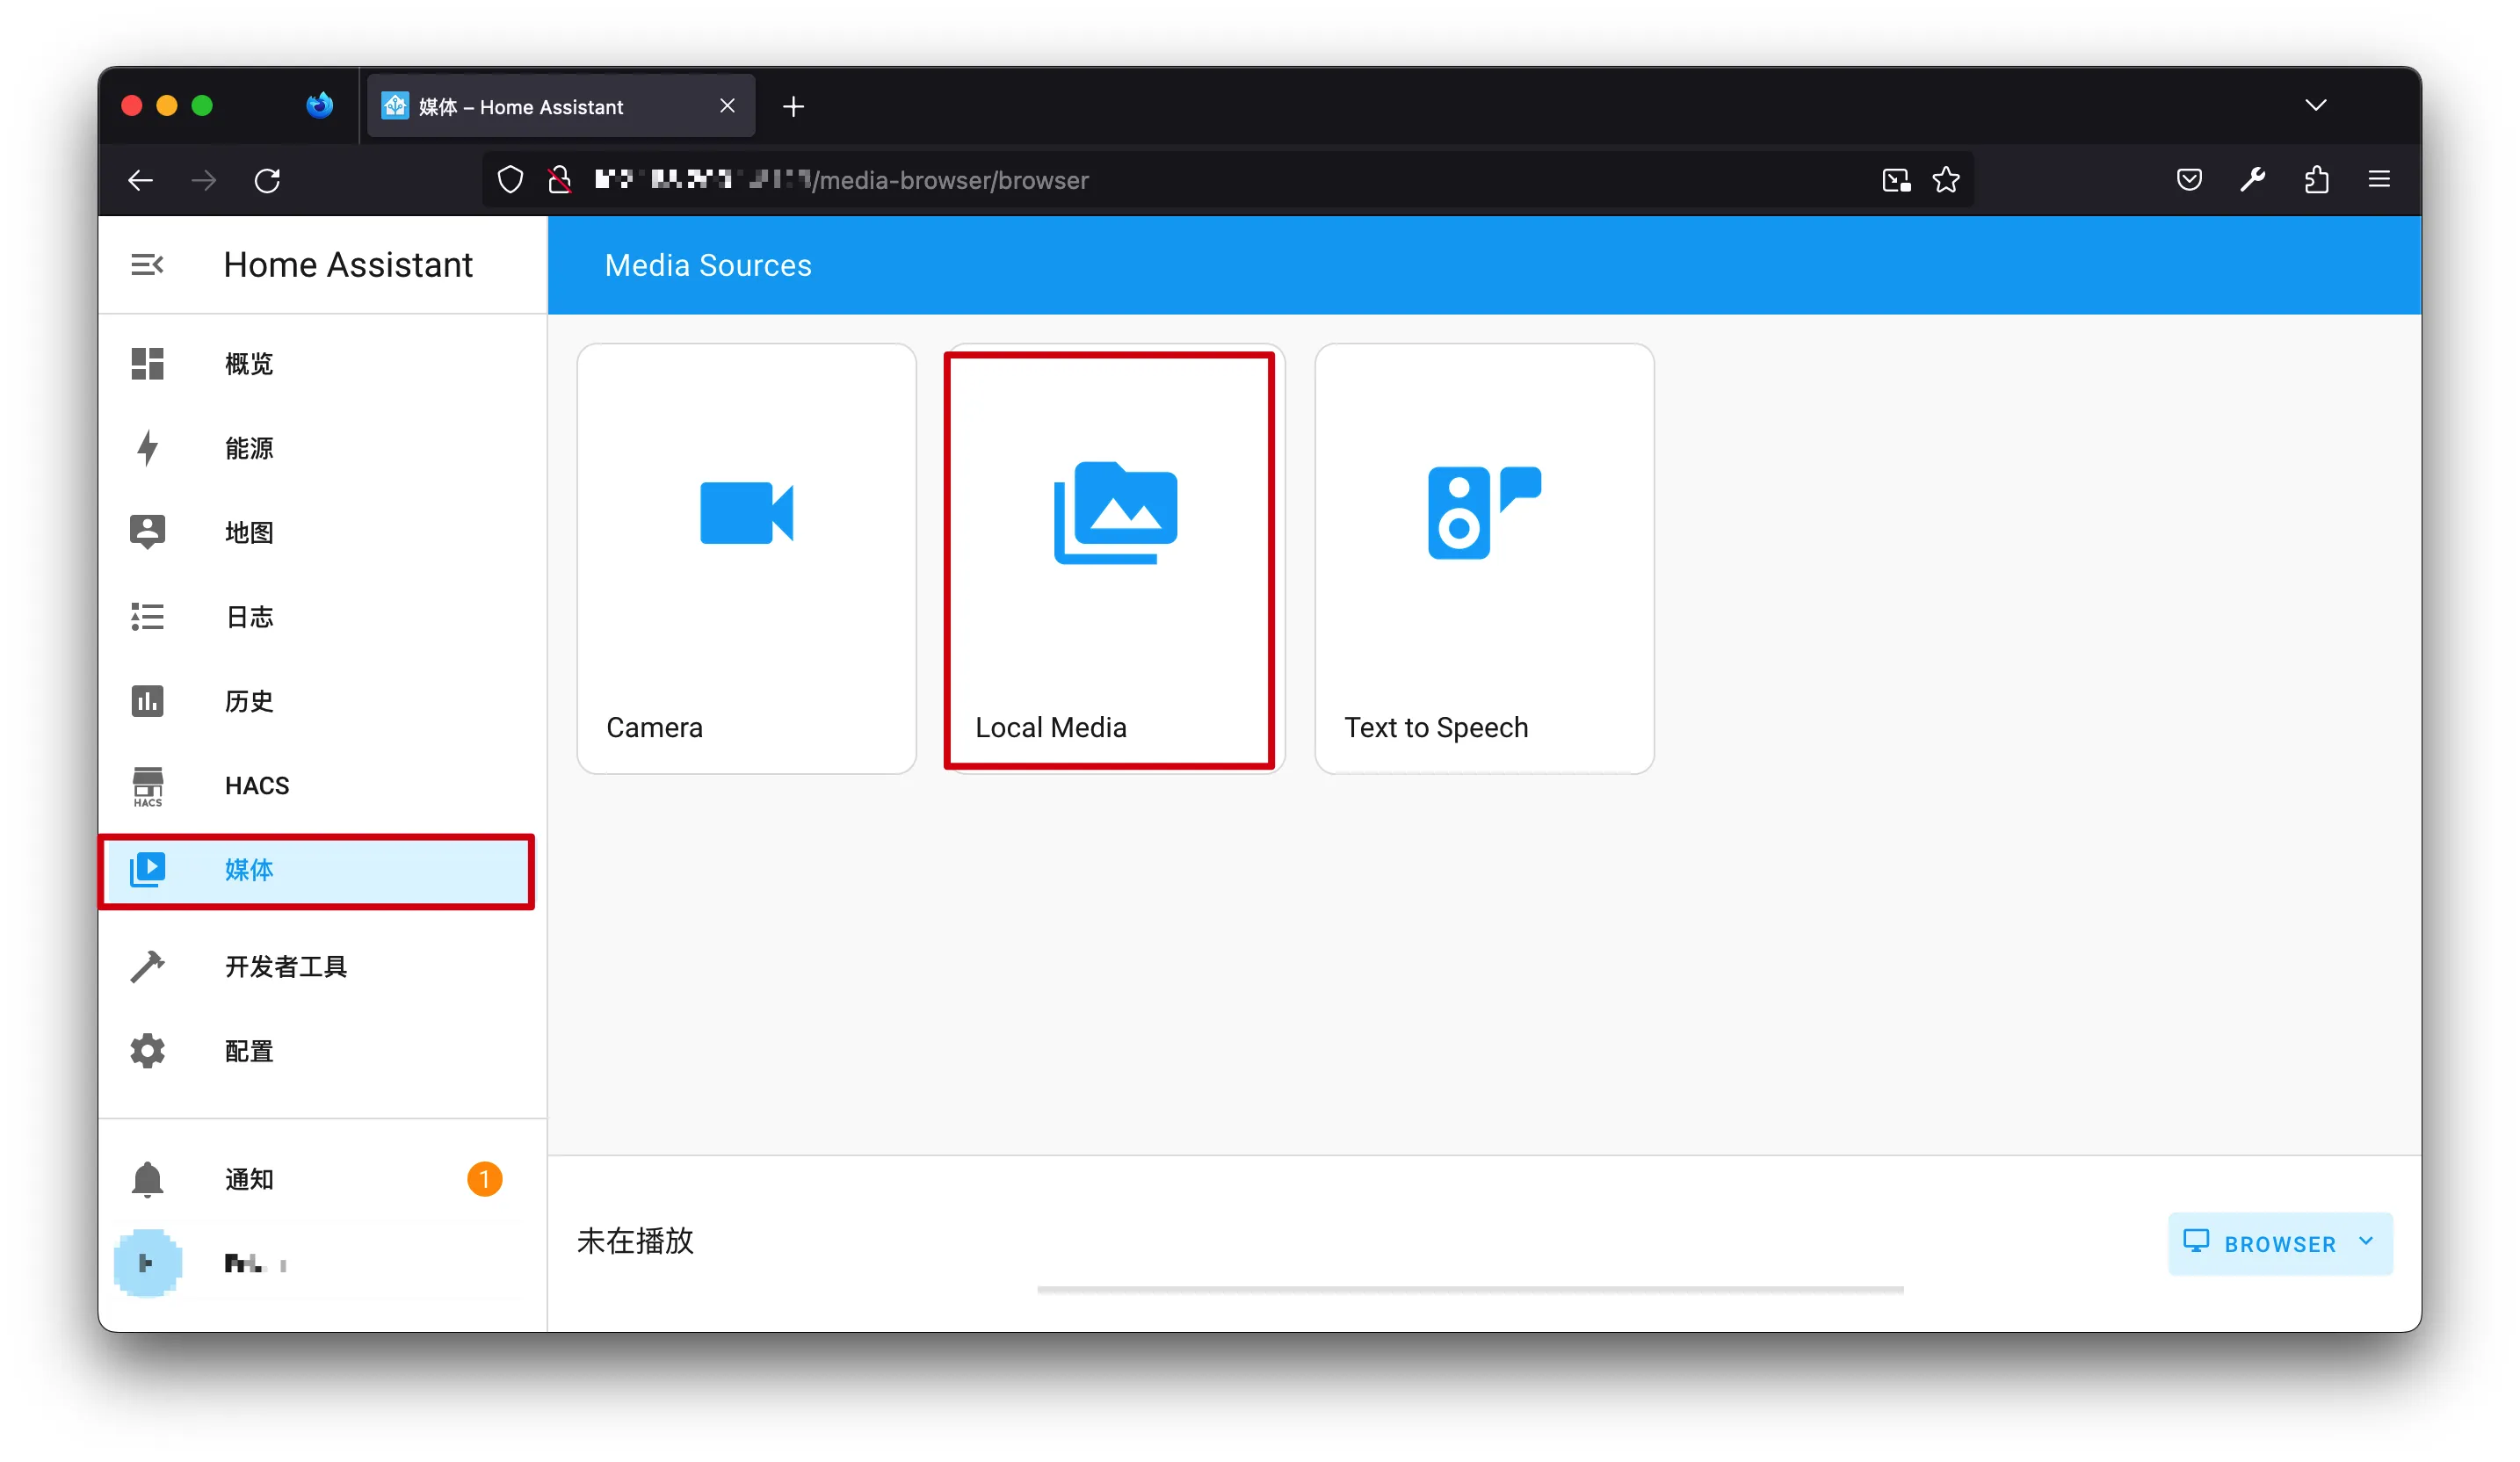 媒体 – Home Assistant
/media-browser/browser
Home Assistant
Media Sources
概览
能源
地图
日志
历史
HACS
HACS
媒体
开发者工具
配置
通知
1
Camera
Local Media
Text to Speech
未在播放
BROWSER